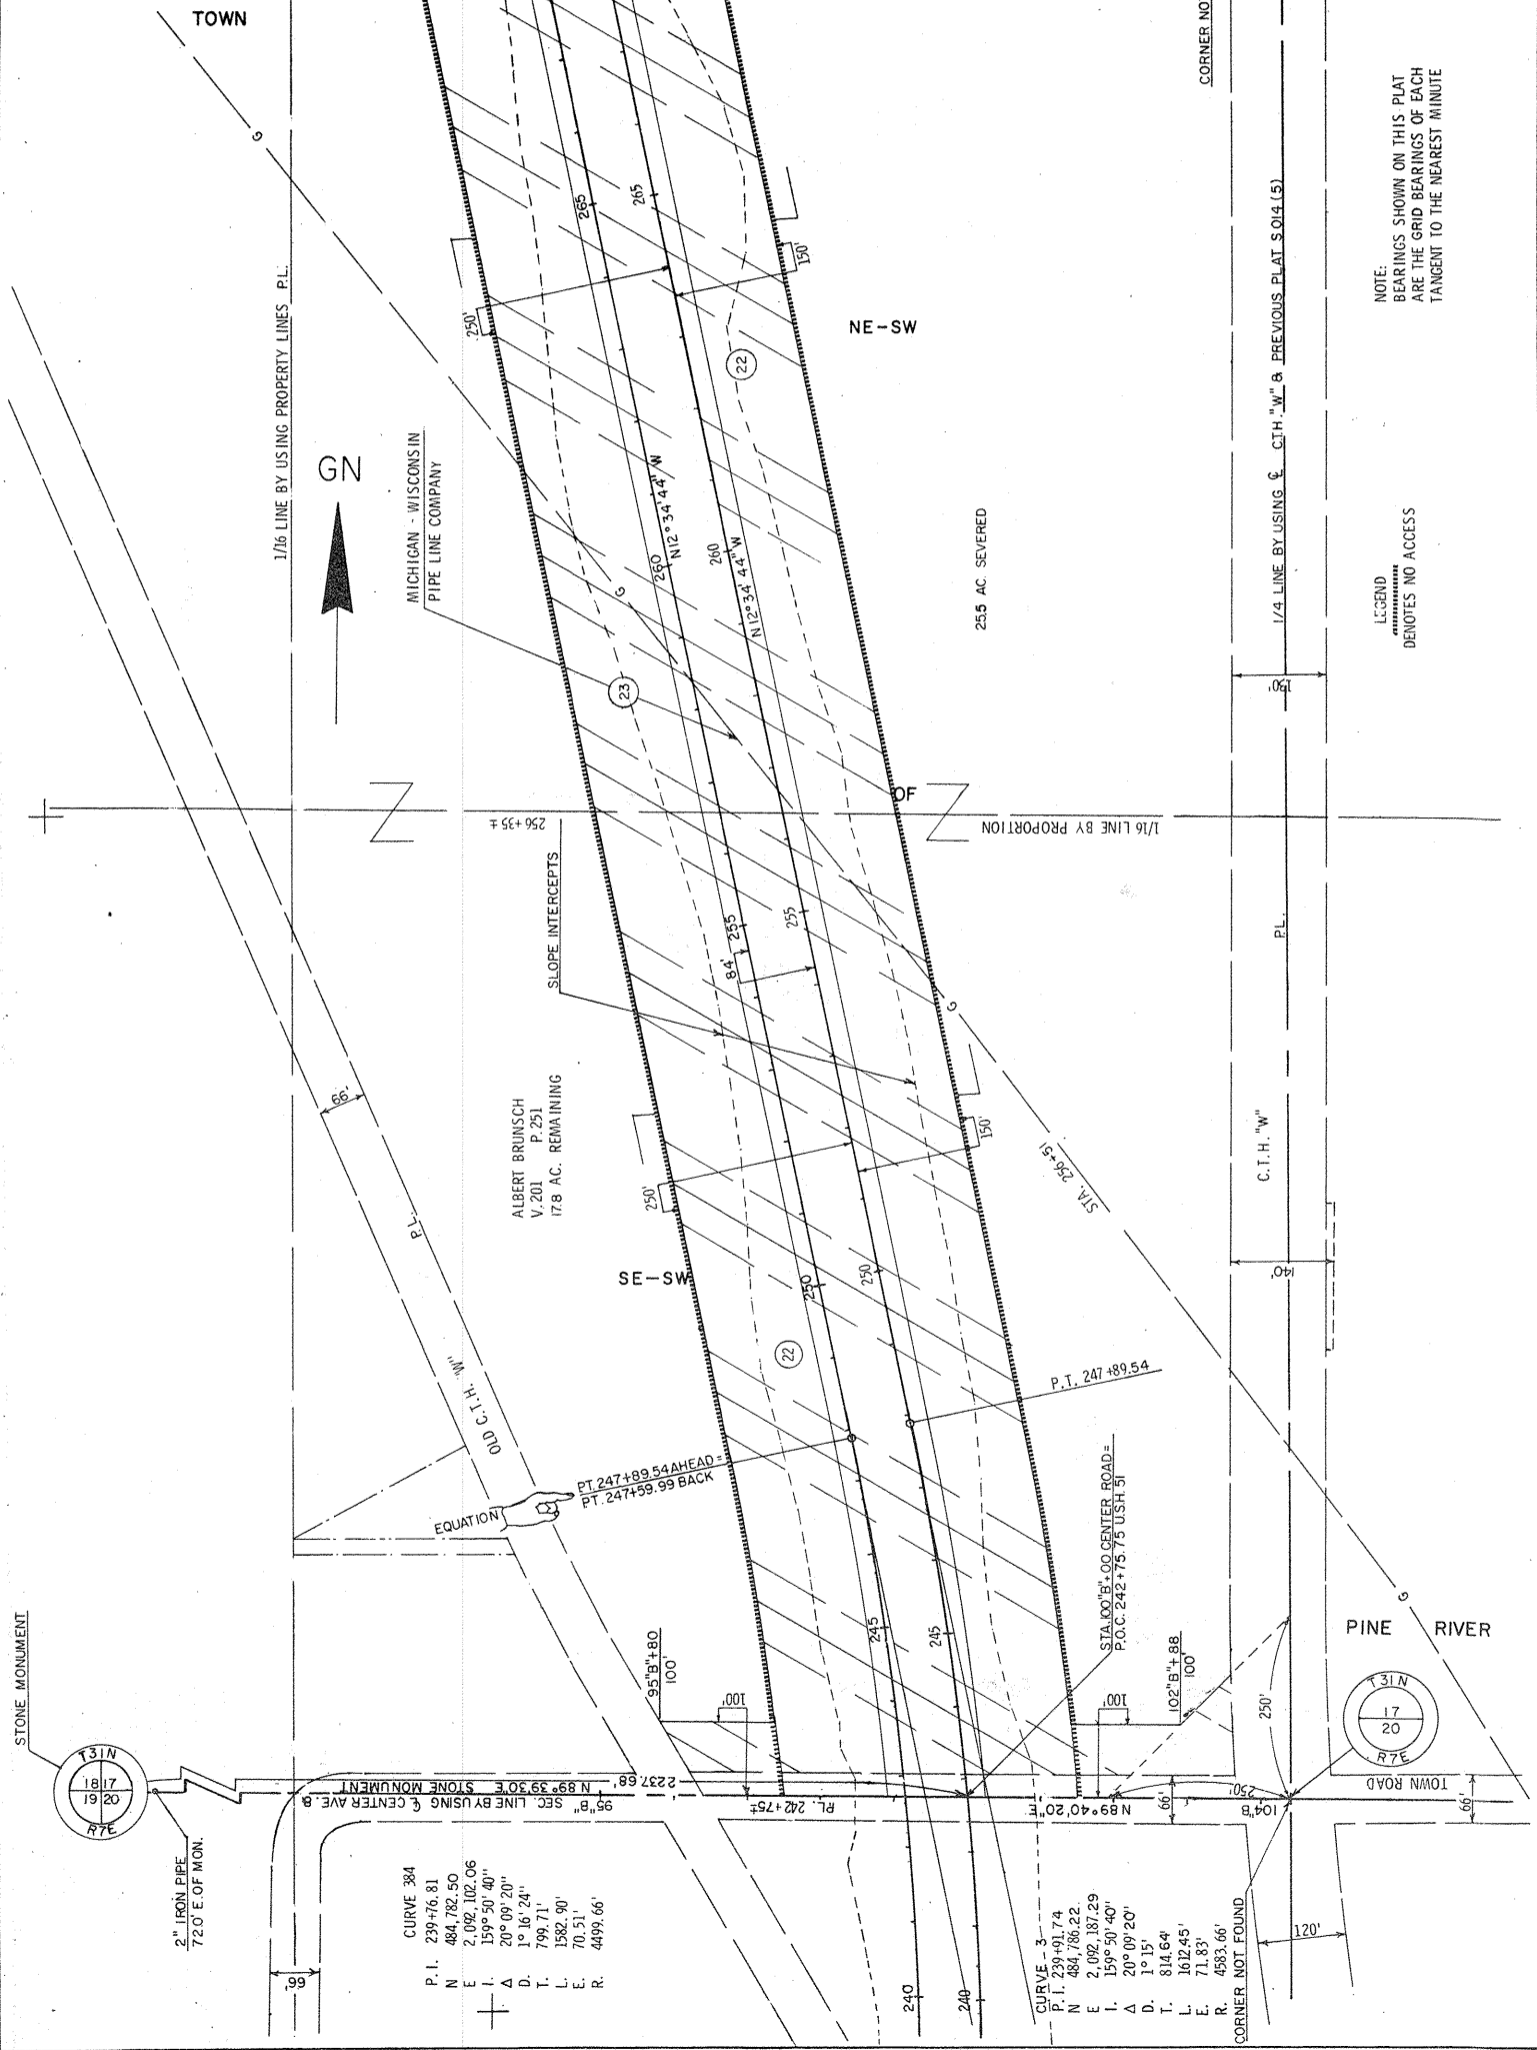 TOWN
1/16 LINE BY USING PROPERTY LINES P.L.
G
CORNER NO
265
265
250'
150'
NE-SW
22
GN
MICHIGAN - WISCONSIN
PIPE LINE COMPANY
260
N12°34'44" W
260
N12°34'44" W
G
23
25.5 AC. SEVERED
1/4 LINE BY USING ℄ C.T.H. "W" & PREVIOUS PLAT S 014 (5)
NOTE:
BEARINGS SHOWN ON THIS PLAT
ARE THE GRID BEARINGS OF EACH
TANGENT TO THE NEAREST MINUTE
LEGEND
DENOTES NO ACCESS
130'
256+35±
OF
1/16 LINE BY PROPORTION
SLOPE INTERCEPTS
255
84'
255
P.L.
G
66'
ALBERT BRUNSCH
V. 201 P. 251
17.8 AC. REMAINING
250'
150'
STA. 256+51
C.T.H. "W"
P.L.
SE-SW
250
250
140'
22
OLD C.T.H. "W"
P.T. 247+89.54
EQUATION
PT. 247+89.54 AHEAD=
PT. 247+59.99 BACK
STA. 100"B"+00 CENTER ROAD=
P.O.C. 242+75.75 U.S.H. 51
245
245
G
PINE RIVER
STONE MONUMENT
95"B"+80
100'
100'
100'
102"B"+88
100'
250'
T31N
18 17
19 20
R7E
T31N
17
20
R7E
N 89°39'30"E STONE MONUMENT
95"B" SEC. LINE BY USING ℄ CENTER AVE. &
2237.68'
P.L. 242+75±
N 89°40'20"E
66'
250'
104"B"
TOWN ROAD
66'
2" IRON PIPE
72.0' E. OF MON.
66'
CURVE 384
P.I. 239+76.81
N 484,782.50
E 2,092,102.06
I. 159°50'40"
Δ 20°09'20"
D. 1°16'24"
T. 799.71'
L. 1582.90'
E. 70.51'
R. 4499.66'
240
240
CURVE 3
P.I. 239+91.74
N 484,786.22
E 2,092,187.29
I. 159°50'40"
Δ 20°09'20"
D. 1°15'
T. 814.64'
L. 1612.45'
E. 71.83'
R. 4583.66'
CORNER NOT FOUND
120'